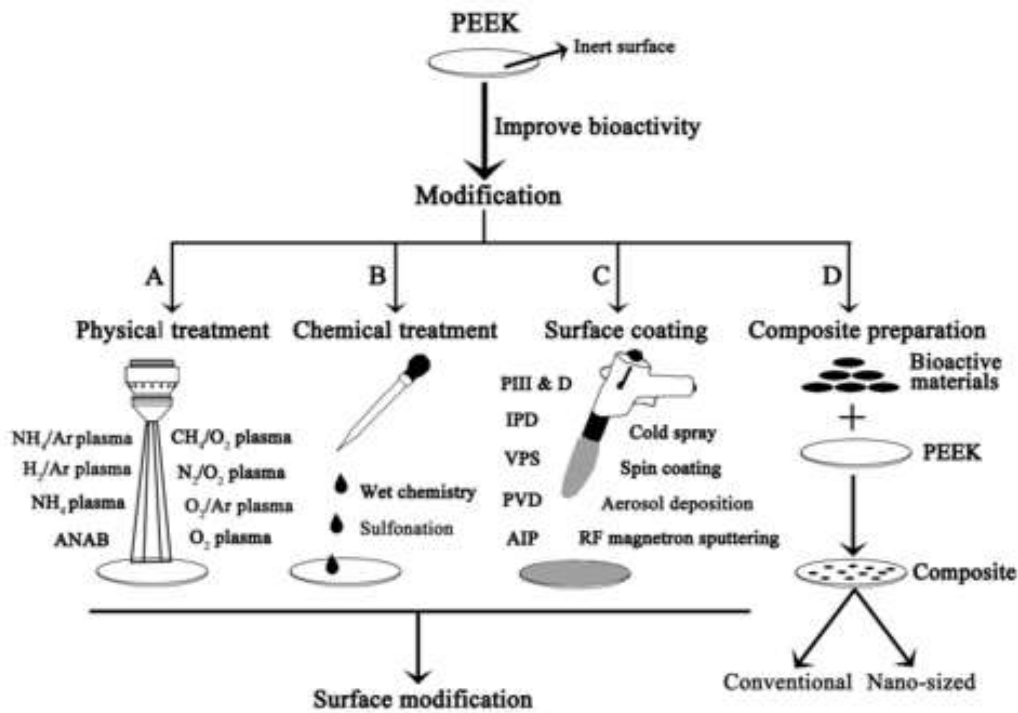 PEEK
Inert surface
Improve bioactivity
Modification
A
B
C
D
Physical treatment
Chemical treatment
Surface coating
Composite preparation
NH₄/Ar plasma
H₂/Ar plasma
NH₄ plasma
ANAB
CH₄/O₂ plasma
N₂/O₂ plasma
O₂/Ar plasma
O₂ plasma
Wet chemistry
Sulfonation
PIII & D
IPD
VPS
PVD
AIP
Cold spray
Spin coating
Aerosol deposition
RF magnetron sputtering
Bioactive
materials
+
PEEK
Composite
Conventional
Nano-sized
Surface modification